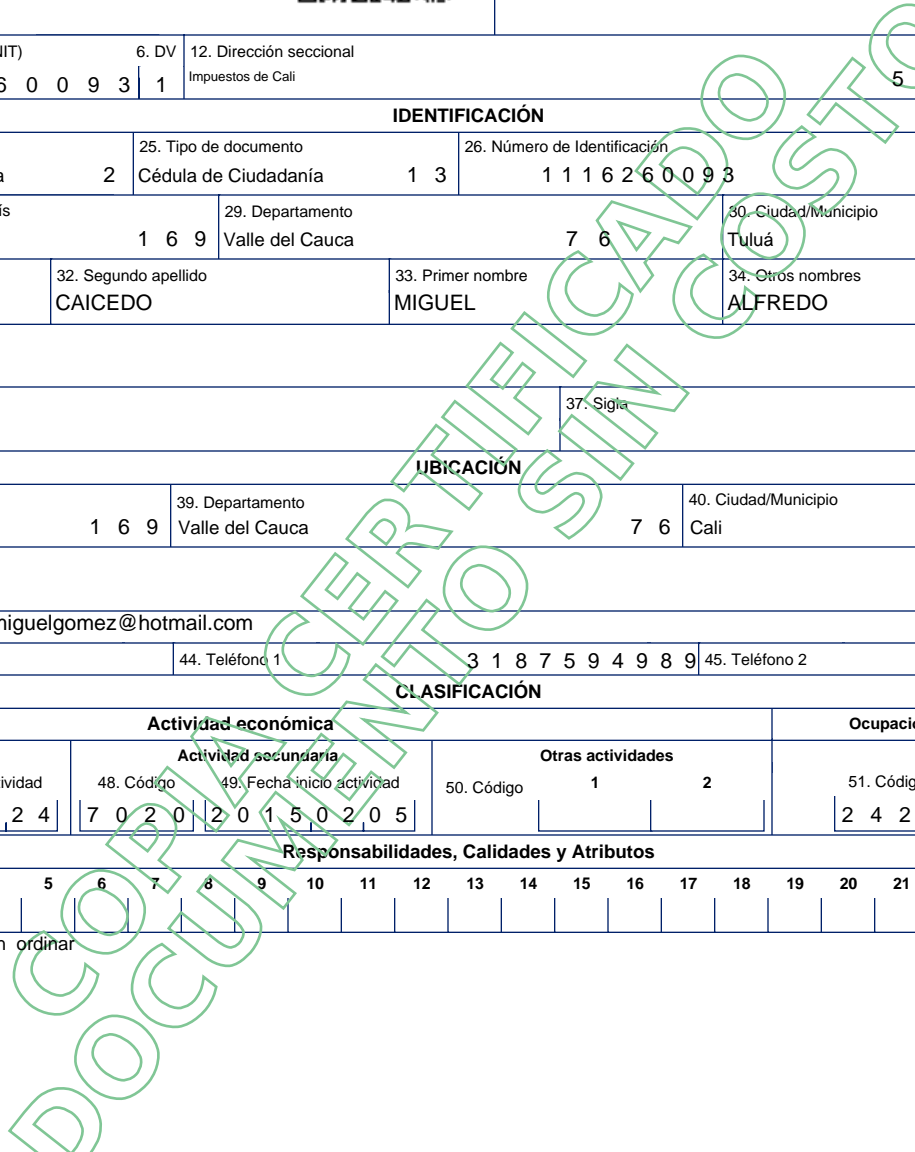 NIT) 6. DV 12. Dirección seccional
6 0 0 9 3 1 Impuestos de Cali 5
IDENTIFICACIÓN
25. Tipo de documento 26. Número de Identificación
a 2 Cédula de Ciudadanía 1 3 1 1 1 6 2 6 0 0 9 3
ís 29. Departamento 30. Ciudad/Municipio
1 6 9 Valle del Cauca 7 6 Tuluá
32. Segundo apellido 33. Primer nombre 34. Otros nombres
CAICEDO MIGUEL ALFREDO
37. Sigla
UBICACIÓN
39. Departamento 40. Ciudad/Municipio
1 6 9 Valle del Cauca 7 6 Cali
miguelgomez@hotmail.com
44. Teléfono 1 3 1 8 7 5 9 4 9 8 9 45. Teléfono 2
CLASIFICACIÓN
Actividad económica Ocupació
Actividad secundaria Otras actividades
ividad 48. Código 49. Fecha inicio actividad 50. Código 1 2 51. Códig
2 4 7 0 2 0 2 0 1 5 0 2 0 5 2 4 2
Responsabilidades, Calidades y Atributos
5 6 7 8 9 10 11 12 13 14 15 16 17 18 19 20 21
n ordinar
COPIA CERTIFICADO
DOCUMENTO SIN COSTO